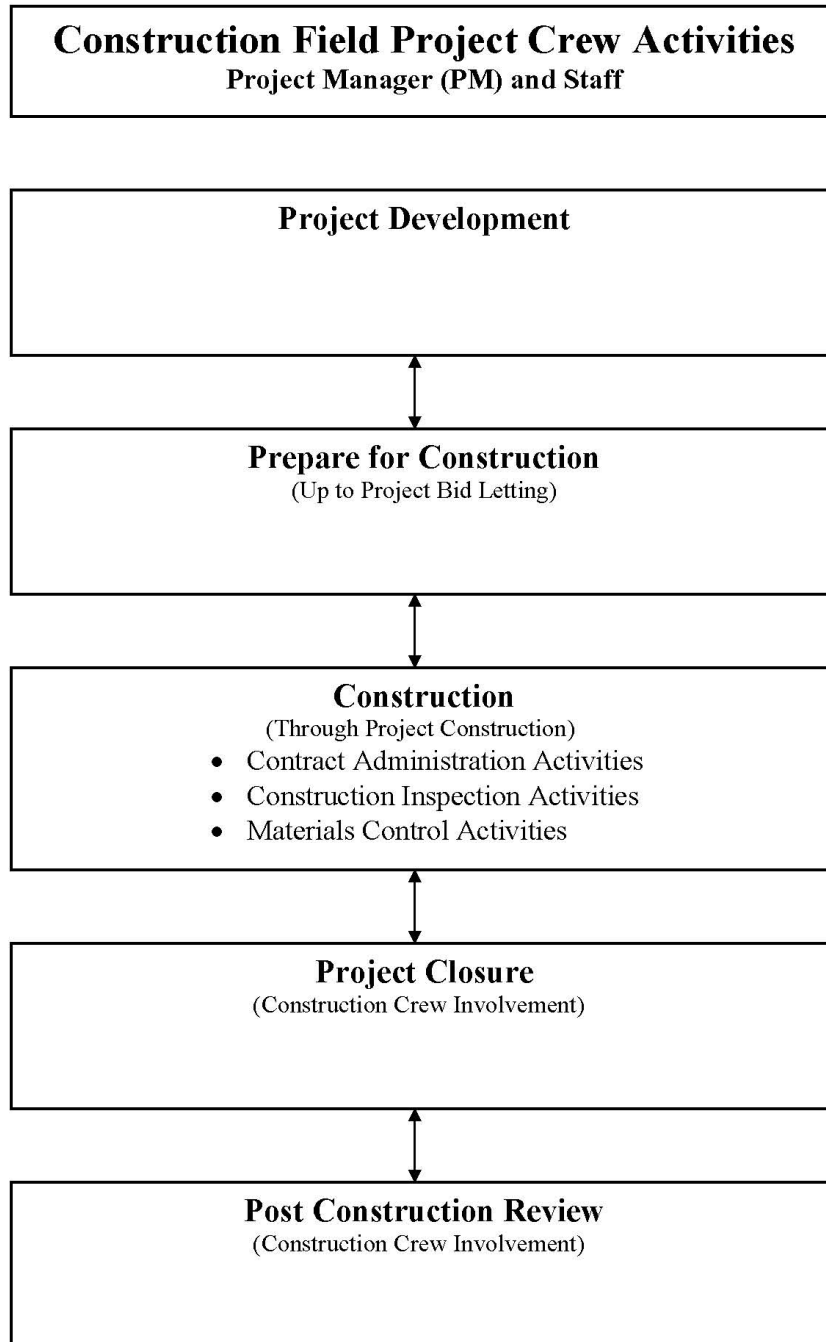 Construction Field Project Crew Activities
Project Manager (PM) and Staff
Project Development
Prepare for Construction
(Up to Project Bid Letting)
Construction
(Through Project Construction)
• Contract Administration Activities
• Construction Inspection Activities
• Materials Control Activities
Project Closure
(Construction Crew Involvement)
Post Construction Review
(Construction Crew Involvement)